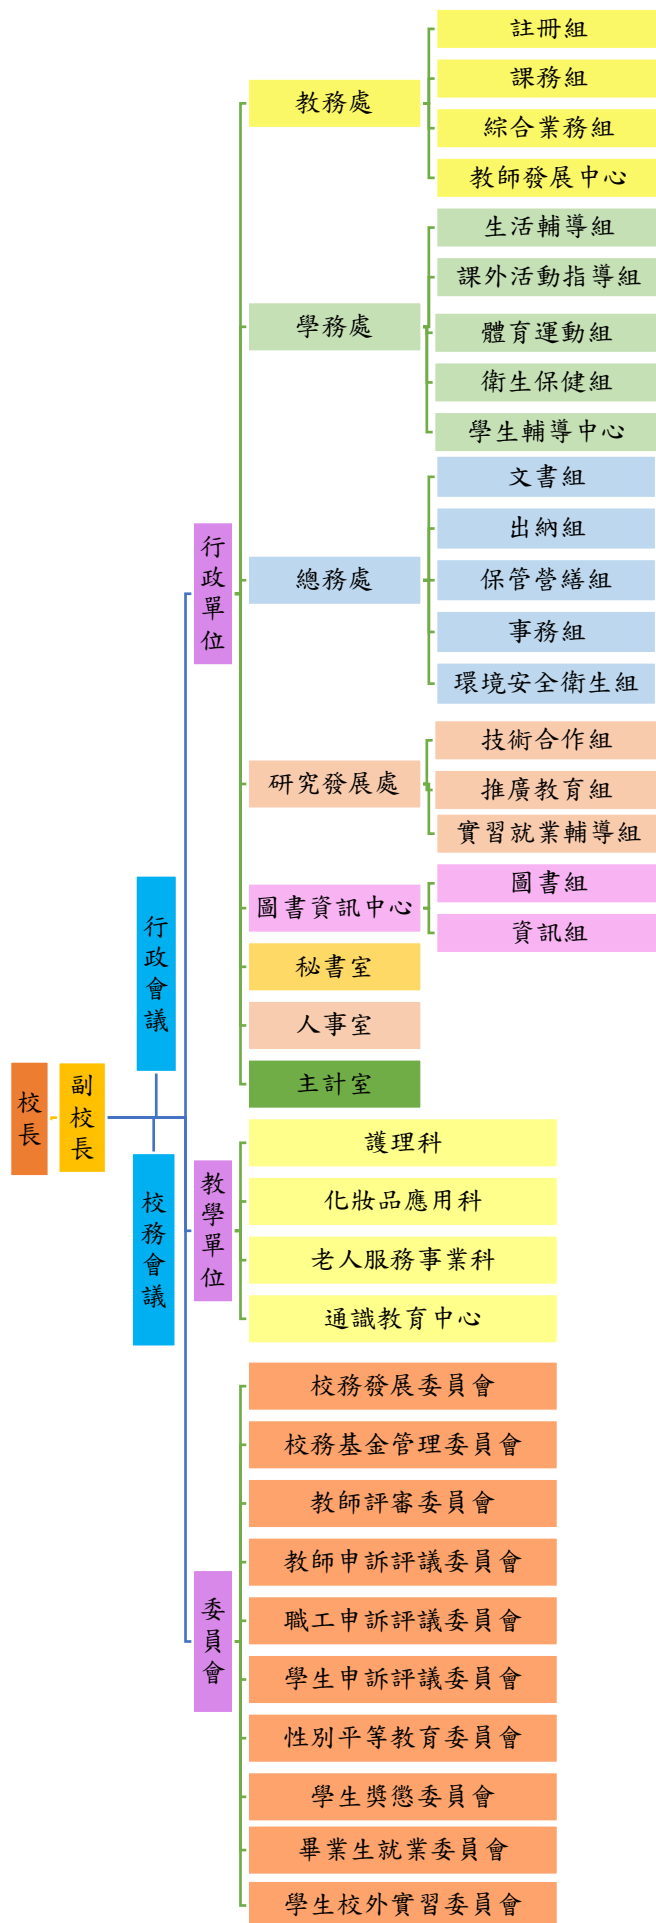 校長
副校長
行政會議
校務會議
行政單位
教務處
註冊組
課務組
綜合業務組
教師發展中心
學務處
生活輔導組
課外活動指導組
體育運動組
衛生保健組
學生輔導中心
總務處
文書組
出納組
保管營繕組
事務組
環境安全衛生組
研究發展處
技術合作組
推廣教育組
實習就業輔導組
圖書資訊中心
圖書組
資訊組
秘書室
人事室
主計室
教學單位
護理科
化妝品應用科
老人服務事業科
通識教育中心
委員會
校務發展委員會
校務基金管理委員會
教師評審委員會
教師申訴評議委員會
職工申訴評議委員會
學生申訴評議委員會
性別平等教育委員會
學生獎懲委員會
畢業生就業委員會
學生校外實習委員會